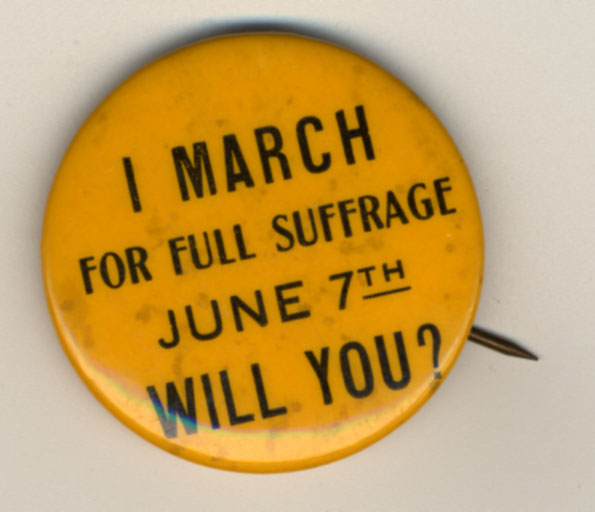 I MARCH
FOR FULL SUFFRAGE
JUNE 7TH
WILL YOU?